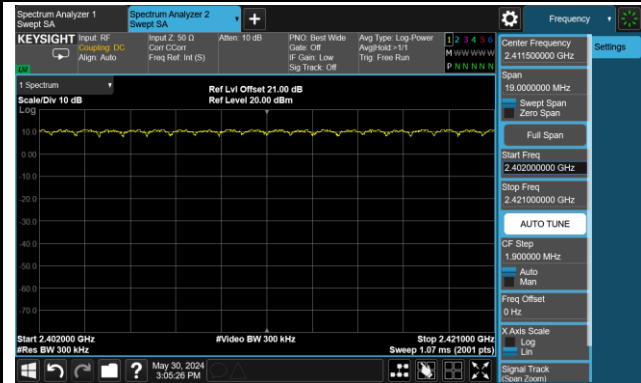 Spectrum Analyzer 1
Swept SA
Spectrum Analyzer 2
Swept SA
Frequency
KEYSIGHT
Input: RF
Coupling: DC
Align: Auto
Input Z: 50 Ω
Corr CCorr
Freq Ref: Int (S)
Atten: 10 dB
PNO: Best Wide
Gate: Off
IF Gain: Low
Sig Track: Off
Avg Type: Log-Power
Avg|Hold:>1/1
Trig: Free Run
1 2 3 4 5 6
M W W W W W
P N N N N N
LXI
1 Spectrum
Scale/Div 10 dB
Ref Lvl Offset 21.00 dB
Ref Level 20.00 dBm
Log
10.0
0.00
-10.0
-20.0
-30.0
-40.0
-50.0
-60.0
-70.0
Start 2.402000 GHz
#Res BW 300 kHz
#Video BW 300 kHz
Stop 2.421000 GHz
Sweep 1.07 ms (2001 pts)
May 30, 2024
3:05:26 PM
Center Frequency
2.411500000 GHz
Settings
Span
19.0000000 MHz
Swept Span
Zero Span
Full Span
Start Freq
2.402000000 GHz
Stop Freq
2.421000000 GHz
AUTO TUNE
CF Step
1.900000 MHz
Auto
Man
Freq Offset
0 Hz
X Axis Scale
Log
Lin
Signal Track
(Span Zoom)